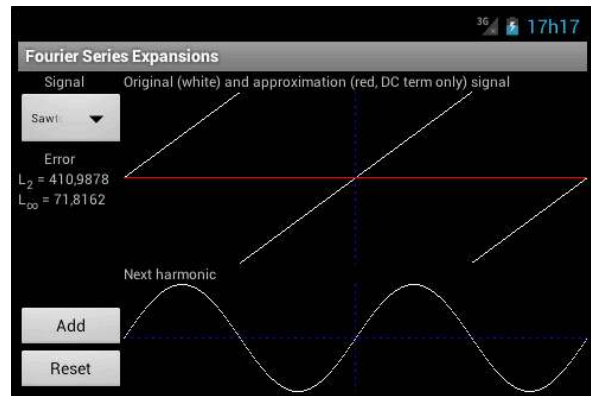 3G 17h17
Fourier Series Expansions
Signal
Original (white) and approximation (red, DC term only) signal
Sawt
Error
L2 = 410,9878
L∞ = 71,8162
Next harmonic
Add
Reset